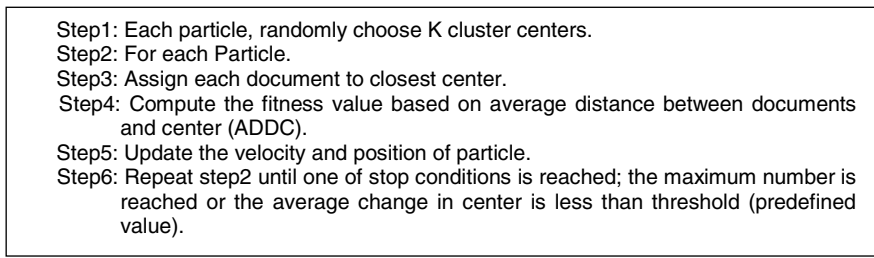 Step1: Each particle, randomly choose K cluster centers.
Step2: For each Particle.
Step3: Assign each document to closest center.
Step4: Compute the fitness value based on average distance between documents
and center (ADDC).
Step5: Update the velocity and position of particle.
Step6: Repeat step2 until one of stop conditions is reached; the maximum number is
reached or the average change in center is less than threshold (predefined
value).